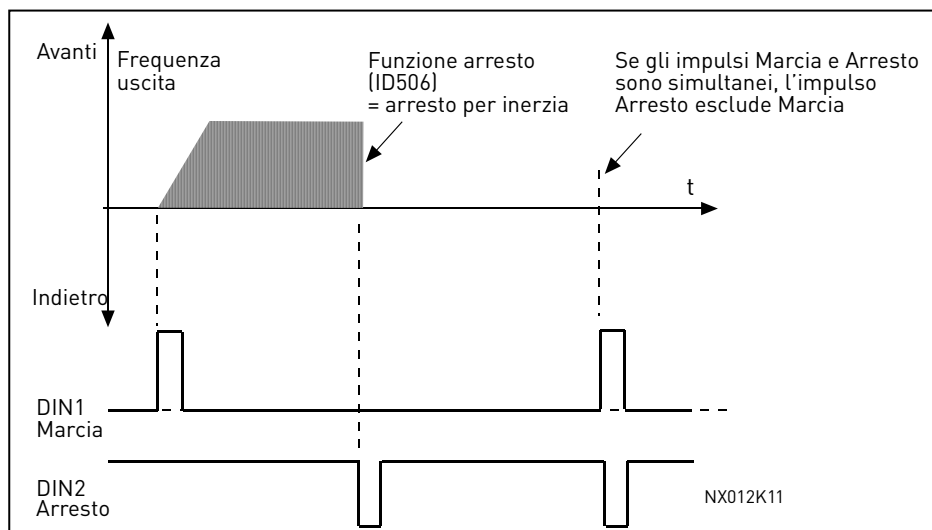 Avanti
Frequenza
uscita
Funzione arresto
(ID506)
= arresto per inerzia
Se gli impulsi Marcia e Arresto
sono simultanei, l'impulso
Arresto esclude Marcia
t
Indietro
DIN1
Marcia
DIN2
Arresto
NX012K11